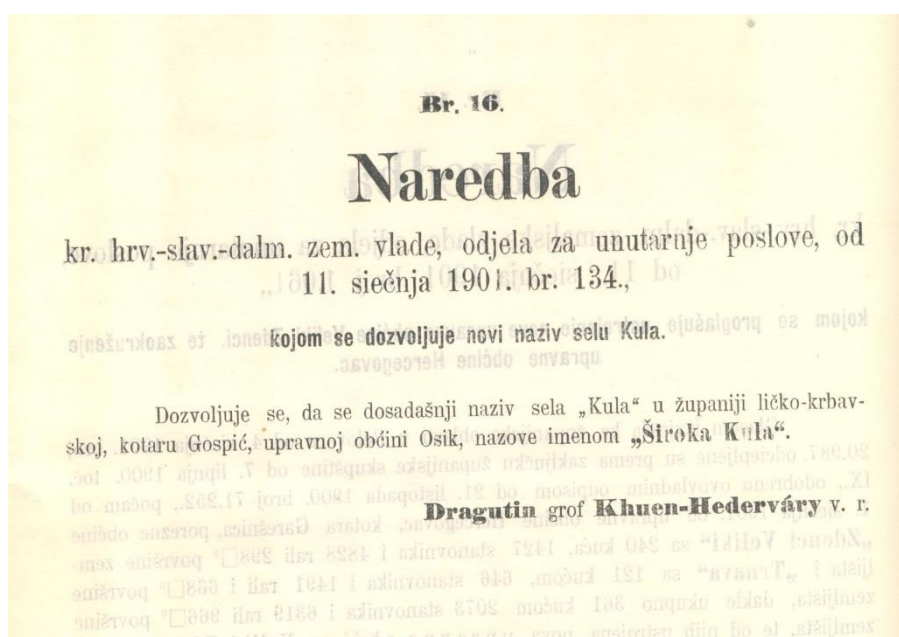 Br. 16.
Naredba
kr. hrv.-slav.-dalm. zem. vlade, odjela za unutarnje poslove, od
11. siečnja 1901. br. 134.,
kojom se dozvoljuje novi naziv selu Kula.
Dozvoljuje se, da se dosadašnji naziv sela „Kula“ u županiji ličko-krbav-
skoj, kotaru Gospić, upravnoj občini Osik, nazove imenom „Široka Kula“.
Dragutin grof Khuen-Hederváry v. r.